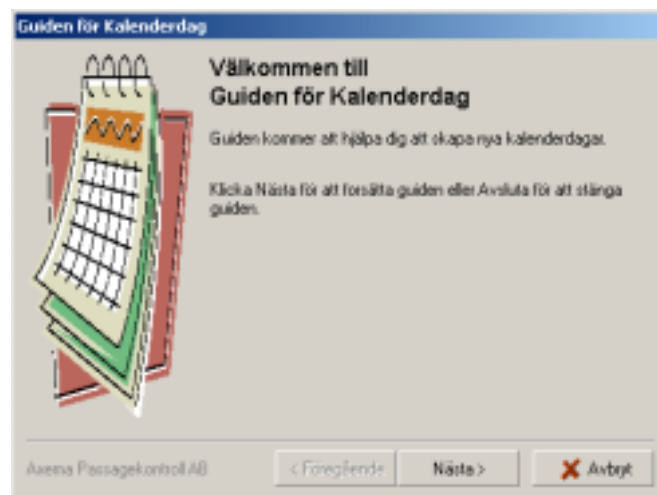 Guiden för Kalenderdag
Välkommen till
Guiden för Kalenderdag
Guiden kommer att hjälpa dig att skapa nya kalenderdagar.
Klicka Nästa för att forsätta guiden eller Avsluta för att stänga
guiden.
Axema Passagekontroll AB
< Föregående
Nästa >
Avbryt